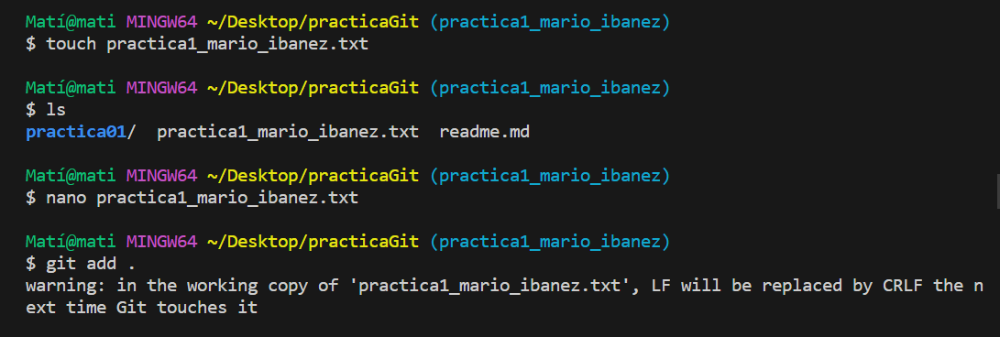 Matí@mati MINGW64 ~/Desktop/practicaGit (practica1_mario_ibanez)
$ touch practica1_mario_ibanez.txt
Matí@mati MINGW64 ~/Desktop/practicaGit (practica1_mario_ibanez)
$ ls
practica01/  practica1_mario_ibanez.txt  readme.md
Matí@mati MINGW64 ~/Desktop/practicaGit (practica1_mario_ibanez)
$ nano practica1_mario_ibanez.txt
Matí@mati MINGW64 ~/Desktop/practicaGit (practica1_mario_ibanez)
$ git add .
warning: in the working copy of 'practica1_mario_ibanez.txt', LF will be replaced by CRLF the n
ext time Git touches it